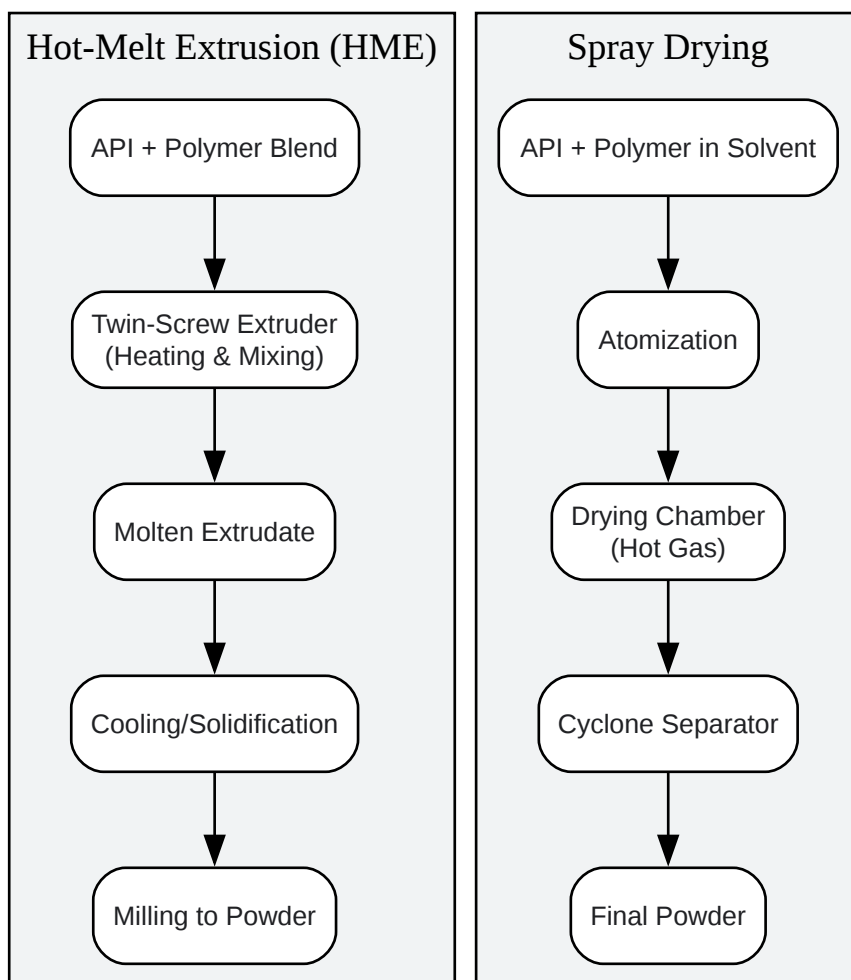 Hot-Melt Extrusion (HME)
API + Polymer Blend
Twin-Screw Extruder
(Heating & Mixing)
Molten Extrudate
Cooling/Solidification
Milling to Powder
Spray Drying
API + Polymer in Solvent
Atomization
Drying Chamber
(Hot Gas)
Cyclone Separator
Final Powder